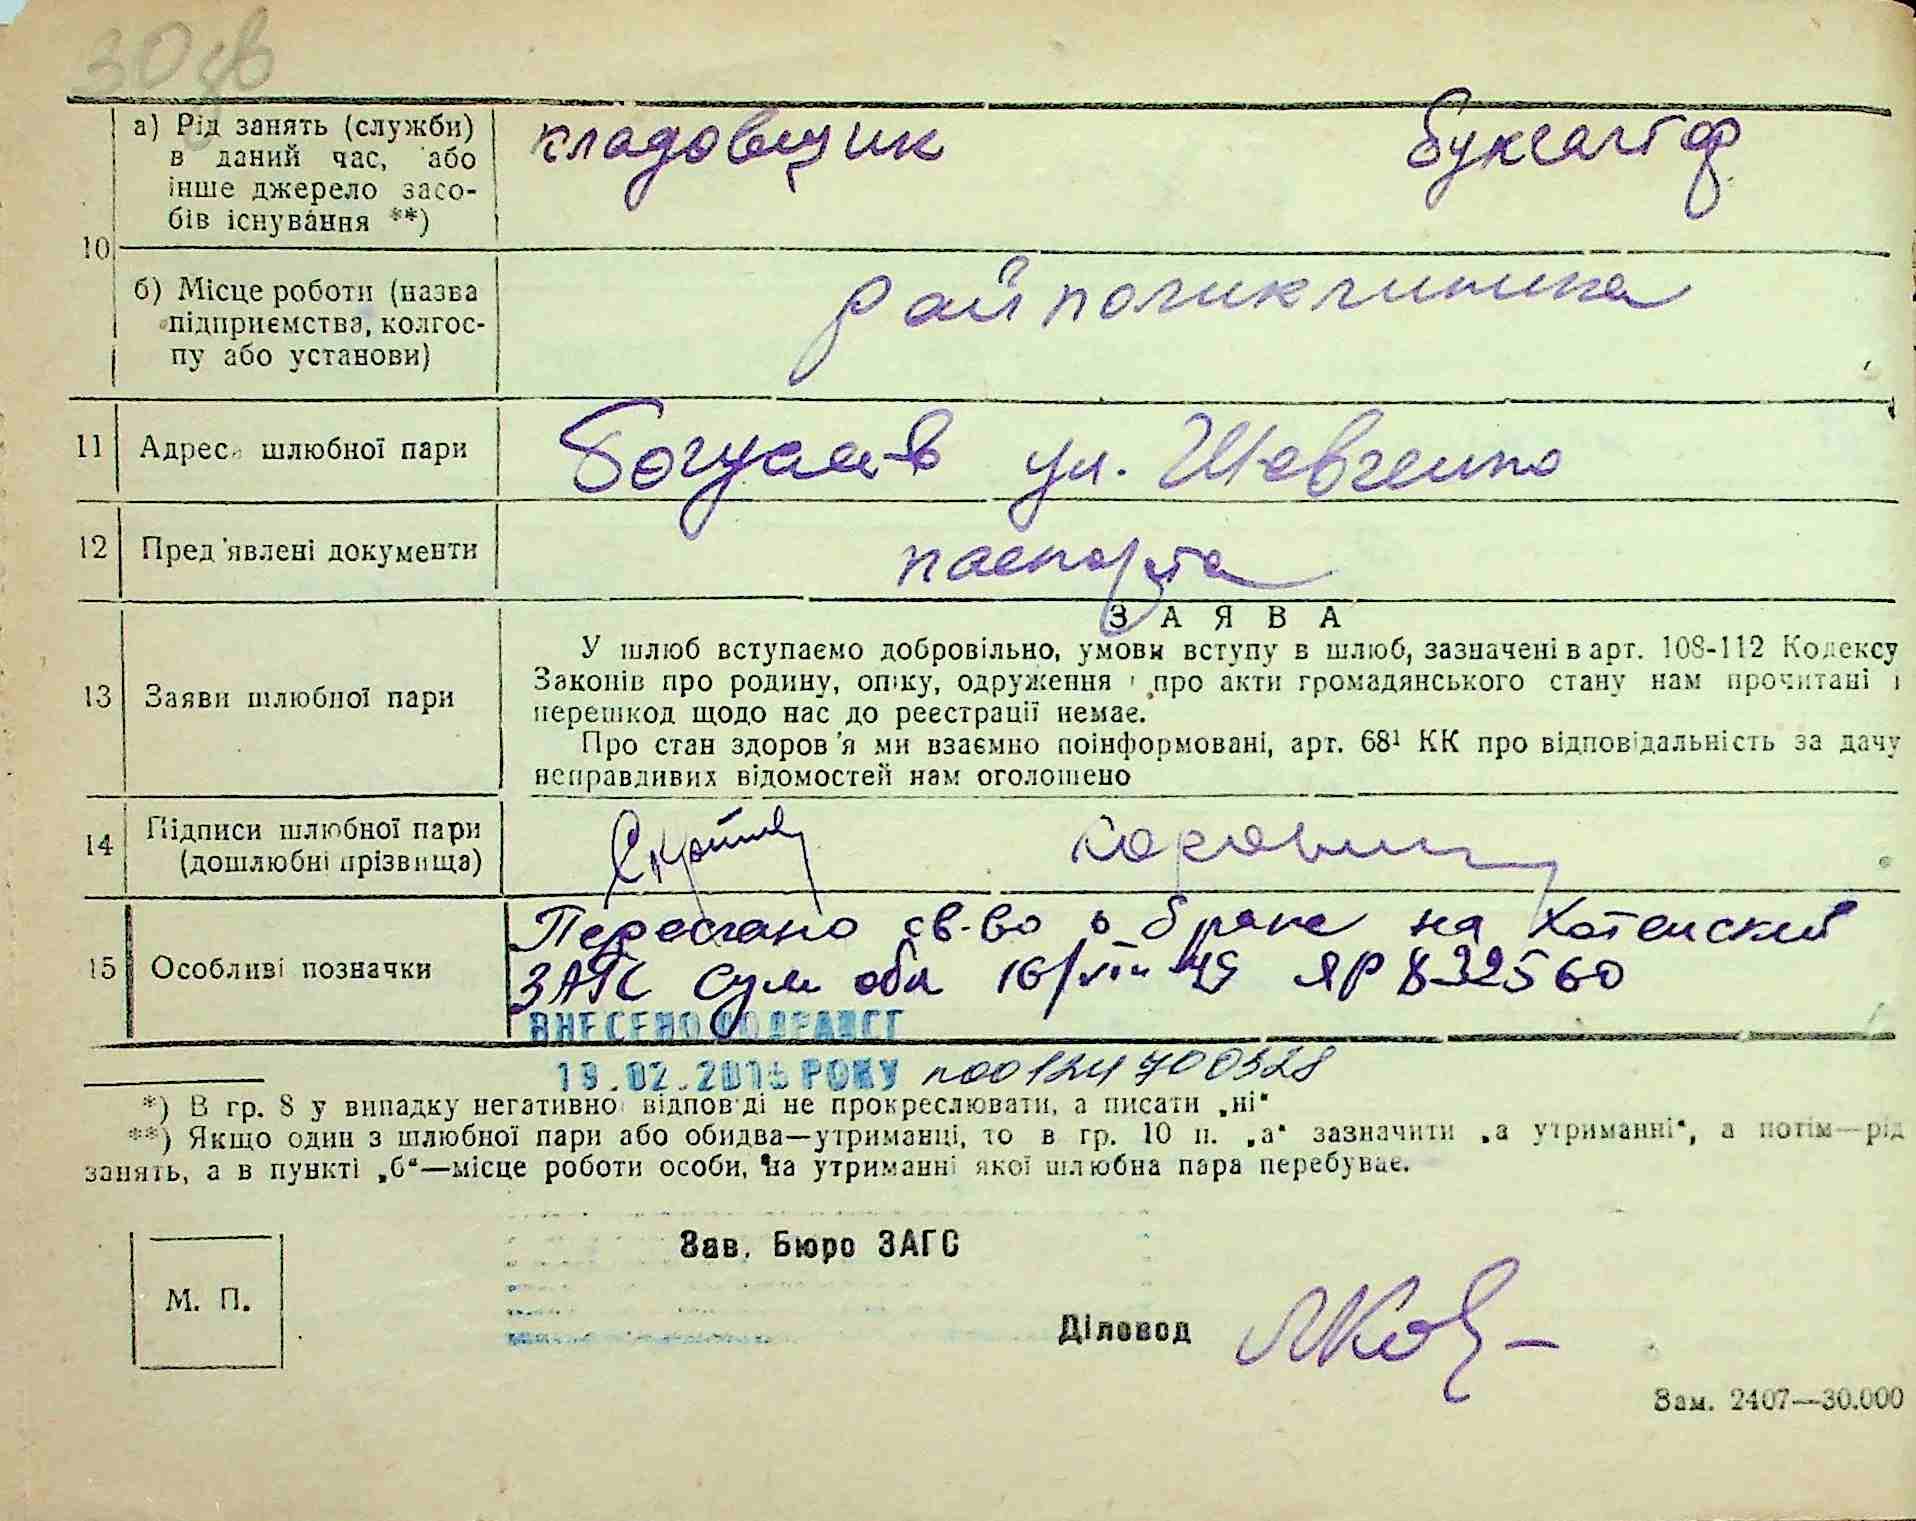 30 дв
а) Рід занять (служби) в даний час, або інше джерело засобів існування **)
кладовщик
бухгалтер
10
б) Місце роботи (назва підприємства, колгоспу або установи)
райполиклиника
11 Адреса шлюбної пари
Богуслав ул. Шевченко
12 Пред'явлені документи
паспорта
ЗАЯВА
13 Заяви шлюбної пари
У шлюб вступаємо добровільно, умови вступу в шлюб, зазначені в арт. 108-112 Кодексу
Законів про родину, опіку, одруження і про акти громадянського стану нам прочитані і
перешкод щодо нас до реєстрації немає.
Про стан здоров'я ми взаємно поінформовані, арт. 68¹ КК про відповідальність за дачу
неправдивих відомостей нам оголошено
14 Підписи шлюбної пари
(дошлюбні прізвища)
15 Особливі позначки
Переслано св-во о браке на Хотенский
ЗАГС Сум обл 16/VIII-49 ЯР 832560
ВНЕСЕНО ДО ДРАЦСГ
19.02.2015 РОКУ №00124700328
*) В гр. 8 у випадку негативної відповіді не прокреслювати, а писати „ні“
**) Якщо один з шлюбної пари або обидва—утриманці, то в гр. 10 п. „а“ зазначити „а утриманні“, а потім—рід
занять, а в пункті „б“—місце роботи особи, на утриманні якої шлюбна пара перебуває.
Зав. Бюро ЗАГС
М. П.
Діловод
Зам. 2407—30.000